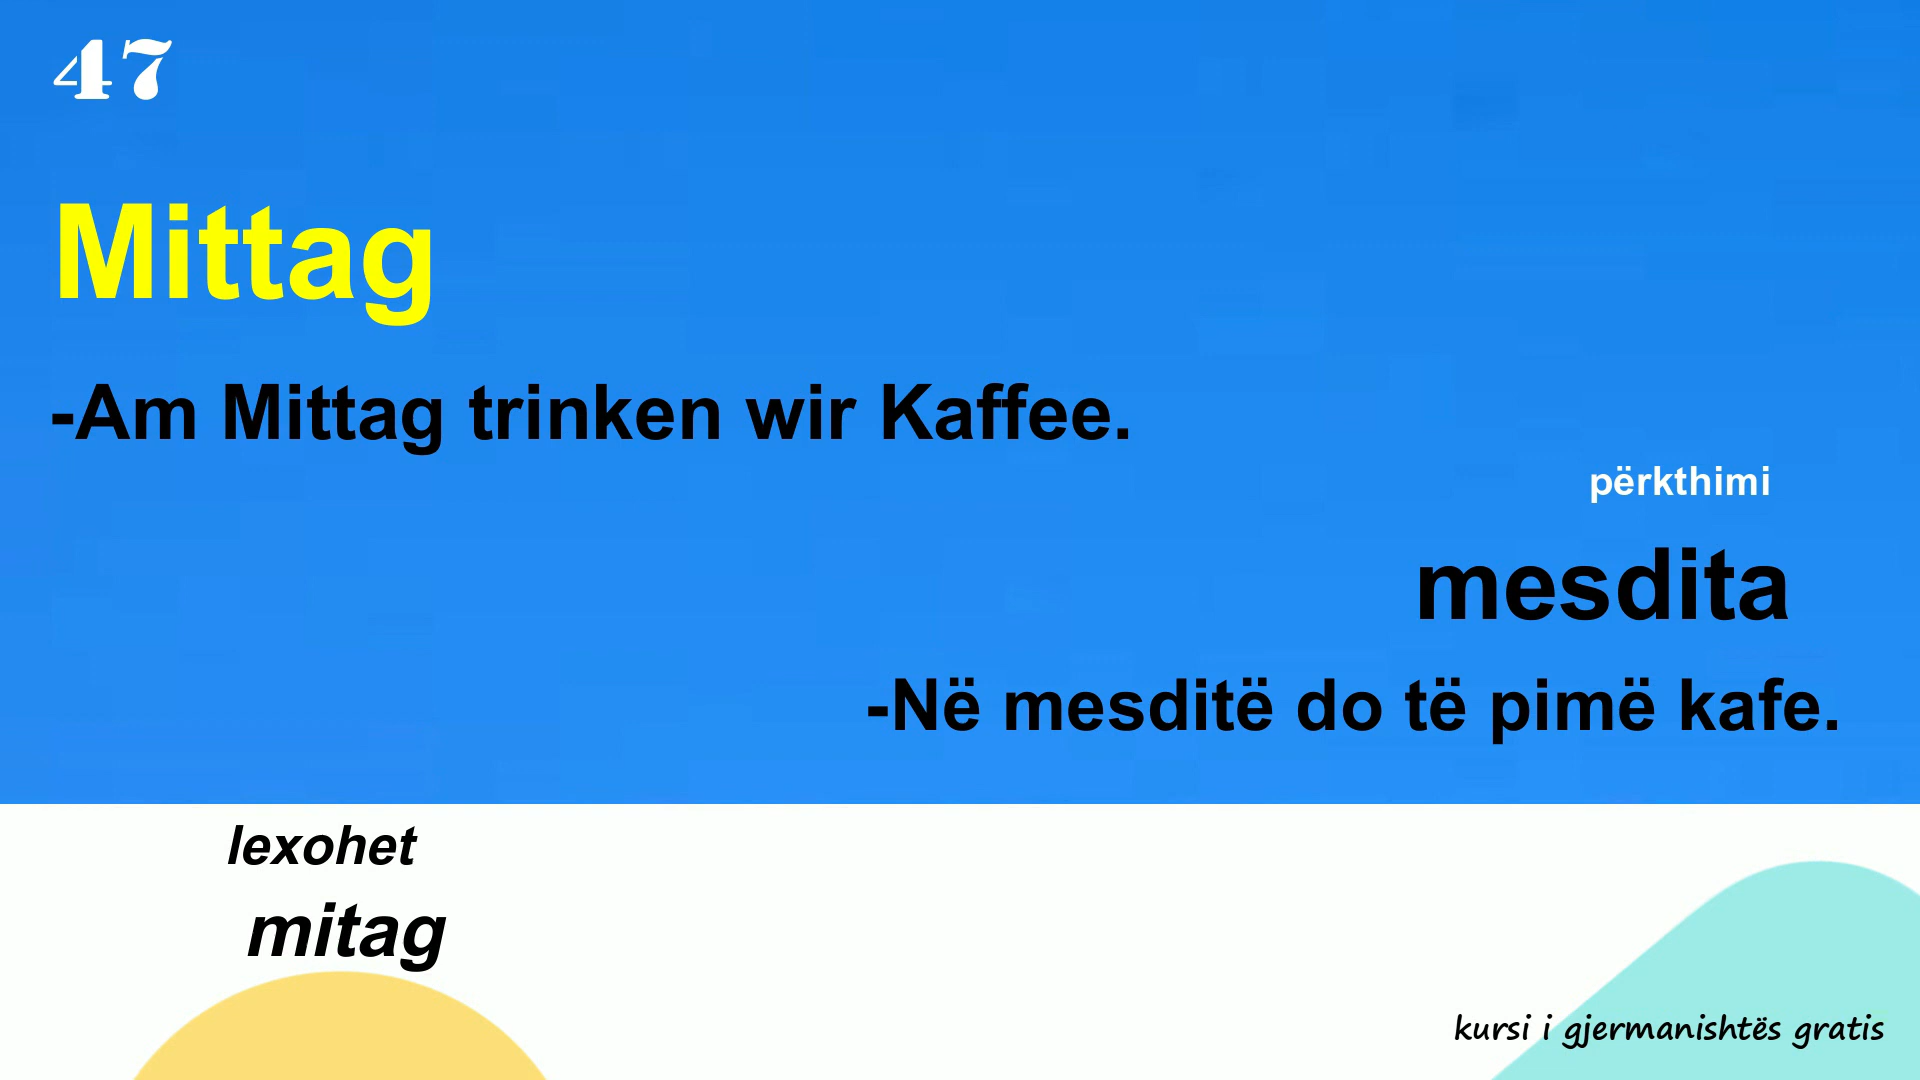 47
Mittag
-Am Mittag trinken wir Kaffee.
përkthimi
mesdita
-Në mesditë do të pimë kafe.
lexohet
mitag
kursi i gjermanishtës gratis